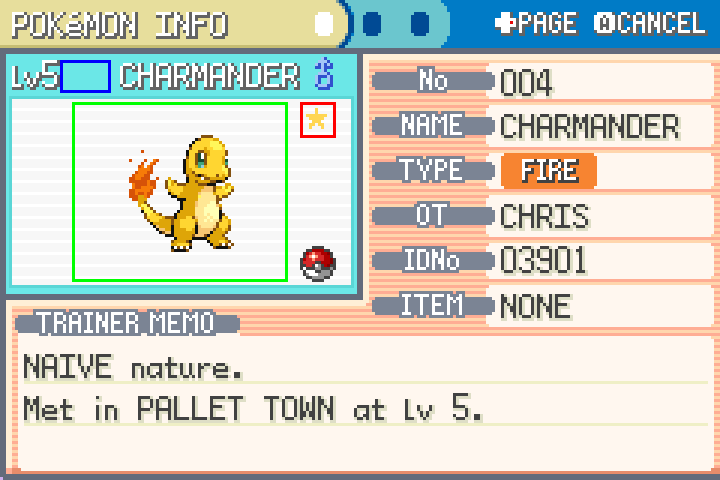 POKéMON INFO
PAGE CANCEL
Lv5 CHARMANDER ♂
No 004
NAME CHARMANDER
TYPE FIRE
OT CHRIS
IDNo 03901
ITEM NONE
TRAINER MEMO
NAIVE nature.
Met in PALLET TOWN at Lv 5.